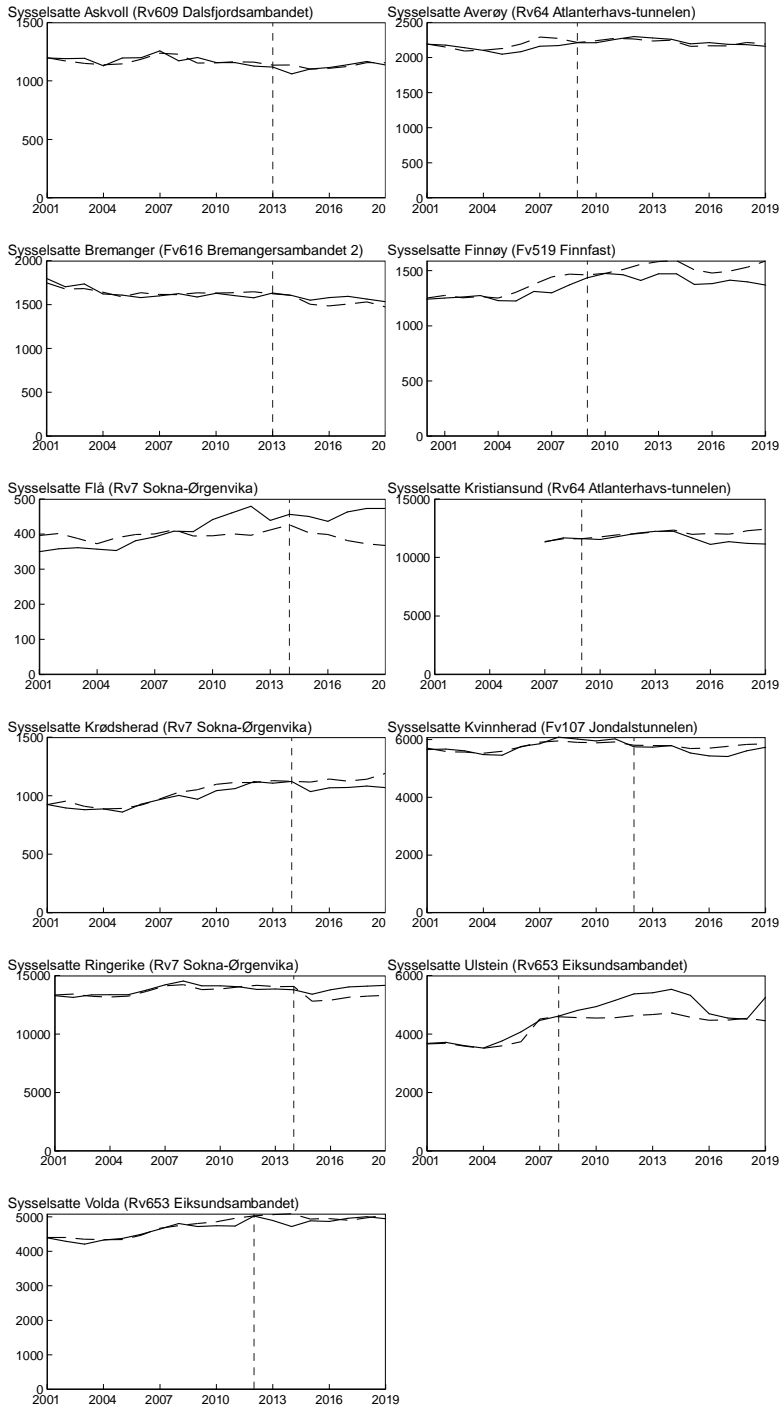 Sysselsatte Askvoll (Rv609 Dalsfjordsambandet)
1500
1000
500
0
2001 2004 2007 2010 2013 2016 20
Sysselsatte Averøy (Rv64 Atlanterhavs-tunnelen)
2500
2000
1500
1000
500
0
2001 2004 2007 2010 2013 2016 2019
Sysselsatte Bremanger (Fv616 Bremangersambandet 2)
2000
1500
1000
500
0
2001 2004 2007 2010 2013 2016 20
Sysselsatte Finnøy (Fv519 Finnfast)
1500
1000
500
0
2001 2004 2007 2010 2013 2016 2019
Sysselsatte Flå (Rv7 Sokna-Ørgenvika)
500
400
300
200
100
0
2001 2004 2007 2010 2013 2016 20
Sysselsatte Kristiansund (Rv64 Atlanterhavs-tunnelen)
15000
10000
5000
0
2001 2004 2007 2010 2013 2016 2019
Sysselsatte Krødsherad (Rv7 Sokna-Ørgenvika)
1500
1000
500
0
2001 2004 2007 2010 2013 2016 20
Sysselsatte Kvinnherad (Fv107 Jondalstunnelen)
6000
4000
2000
0
2001 2004 2007 2010 2013 2016 2019
Sysselsatte Ringerike (Rv7 Sokna-Ørgenvika)
15000
10000
5000
0
2001 2004 2007 2010 2013 2016 20
Sysselsatte Ulstein (Rv653 Eiksundsambandet)
6000
4000
2000
0
2001 2004 2007 2010 2013 2016 2019
Sysselsatte Volda (Rv653 Eiksundsambandet)
5000
4000
3000
2000
1000
0
2001 2004 2007 2010 2013 2016 2019